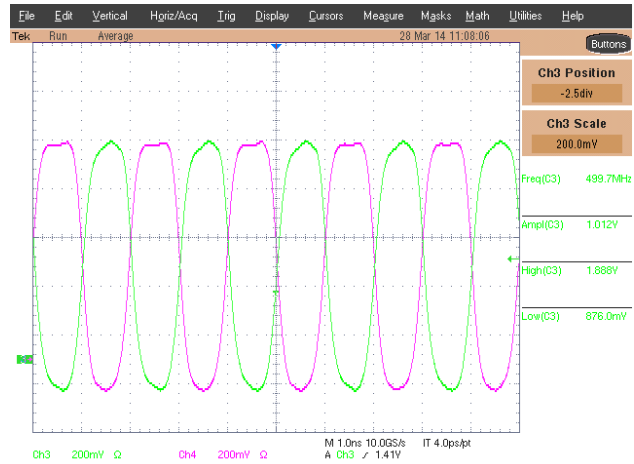 File Edit Vertical Horiz/Acq Trig Display Cursors Measure Masks Math Utilities Help
Tek Run Average 28 Mar 14 11:08:06
Buttons
Ch3 Position
-2.5div
Ch3 Scale
200.0mV
Freq(C3) 499.7MHz
Ampl(C3) 1.012V
High(C3) 1.888V
Low(C3) 876.0mV
M 1.0ns 10.0GS/s IT 4.0ps/pt
Ch3 200mV Ω Ch4 200mV Ω A Ch3 ∕ 1.41V